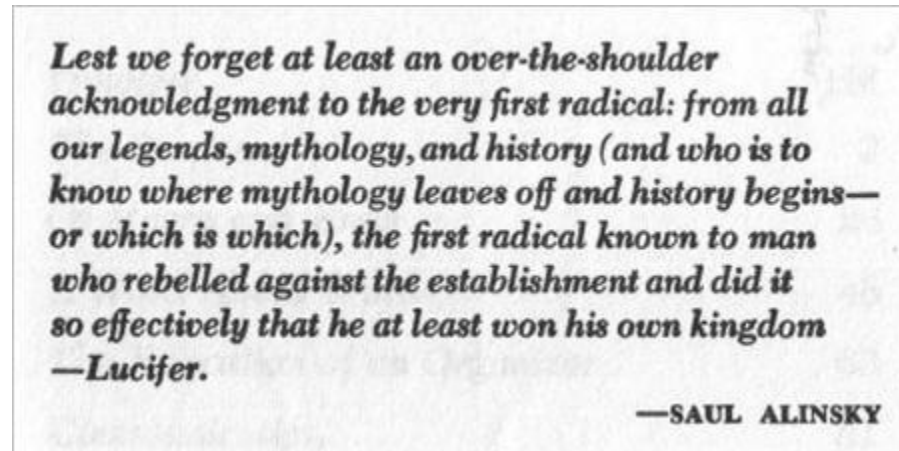 Lest we forget at least an over-the-shoulder
acknowledgment to the very first radical: from all
our legends, mythology, and history (and who is to
know where mythology leaves off and history begins—
or which is which), the first radical known to man
who rebelled against the establishment and did it
so effectively that he at least won his own kingdom
—Lucifer.
—SAUL ALINSKY